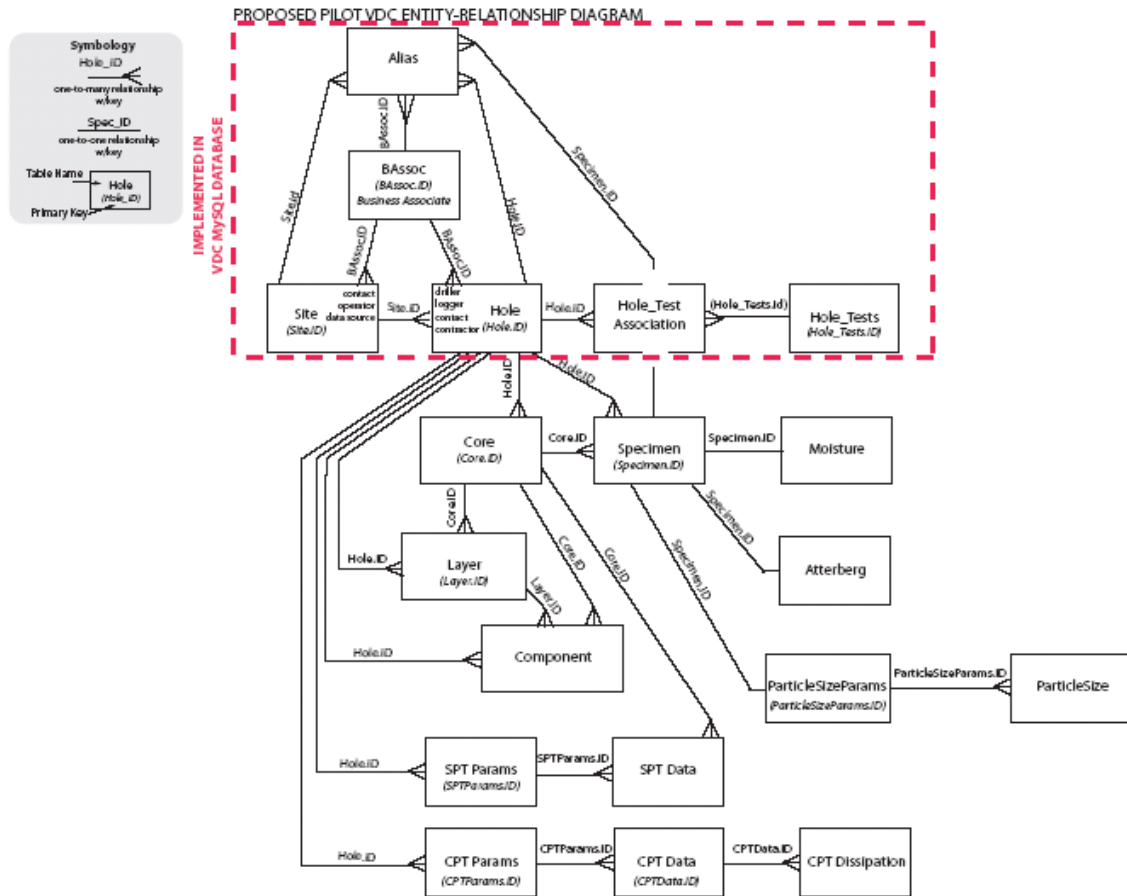 PROPOSED PILOT VDC ENTITY-RELATIONSHIP DIAGRAM
Symbology
Hole_ID
one-to-many relationship
w/key
Spec_ID
one-to-one relationship
w/key
Table Name
Hole
(Hole_ID)
Primary Key
IMPLEMENTED IN
VDC MySQL DATABASE
Alias
BAssoc.ID
BAssoc
(BAssoc.ID)
Business Associate
Site.Id
Hole.ID
Specimen.ID
BAssoc.ID
BAssoc.ID
Site
(Site.ID)
contact
operator
data source
Site.ID
driller
logger
contact
contractor
Hole
(Hole.ID)
Hole.ID
Hole_Test
Association
(Hole_Tests.Id)
Hole_Tests
(Hole_Tests.ID)
Hole.ID
Hole.ID
Core
(Core.ID)
Core.ID
Specimen
(Specimen.ID)
Specimen.ID
Moisture
Core.ID
Core.ID
Core.ID
Specimen.ID
Specimen.ID
Atterberg
Hole.ID
Layer
(Layer.ID)
Layer.ID
Hole.ID
Component
ParticleSizeParams
(ParticleSizeParams.ID)
ParticleSizeParams.ID
ParticleSize
Hole.ID
SPT Params
(SPTParams.ID)
SPTParams.ID
SPT Data
Hole_ID
CPT Params
(CPTParams.ID)
CPTParams.ID
CPT Data
(CPTData.ID)
CPTData.ID
CPT Dissipation